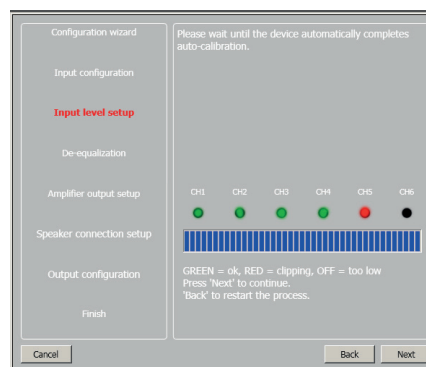 Configuration wizard
Input configuration
Input level setup
De-equalization
Amplifier output setup
Speaker connection setup
Output configuration
Finish
Please wait until the device automatically completes
auto-calibration.
CH1 CH2 CH3 CH4 CH5 CH6
GREEN = ok, RED = clipping, OFF = too low
Press 'Next' to continue.
'Back' to restart the process.
Cancel Back Next